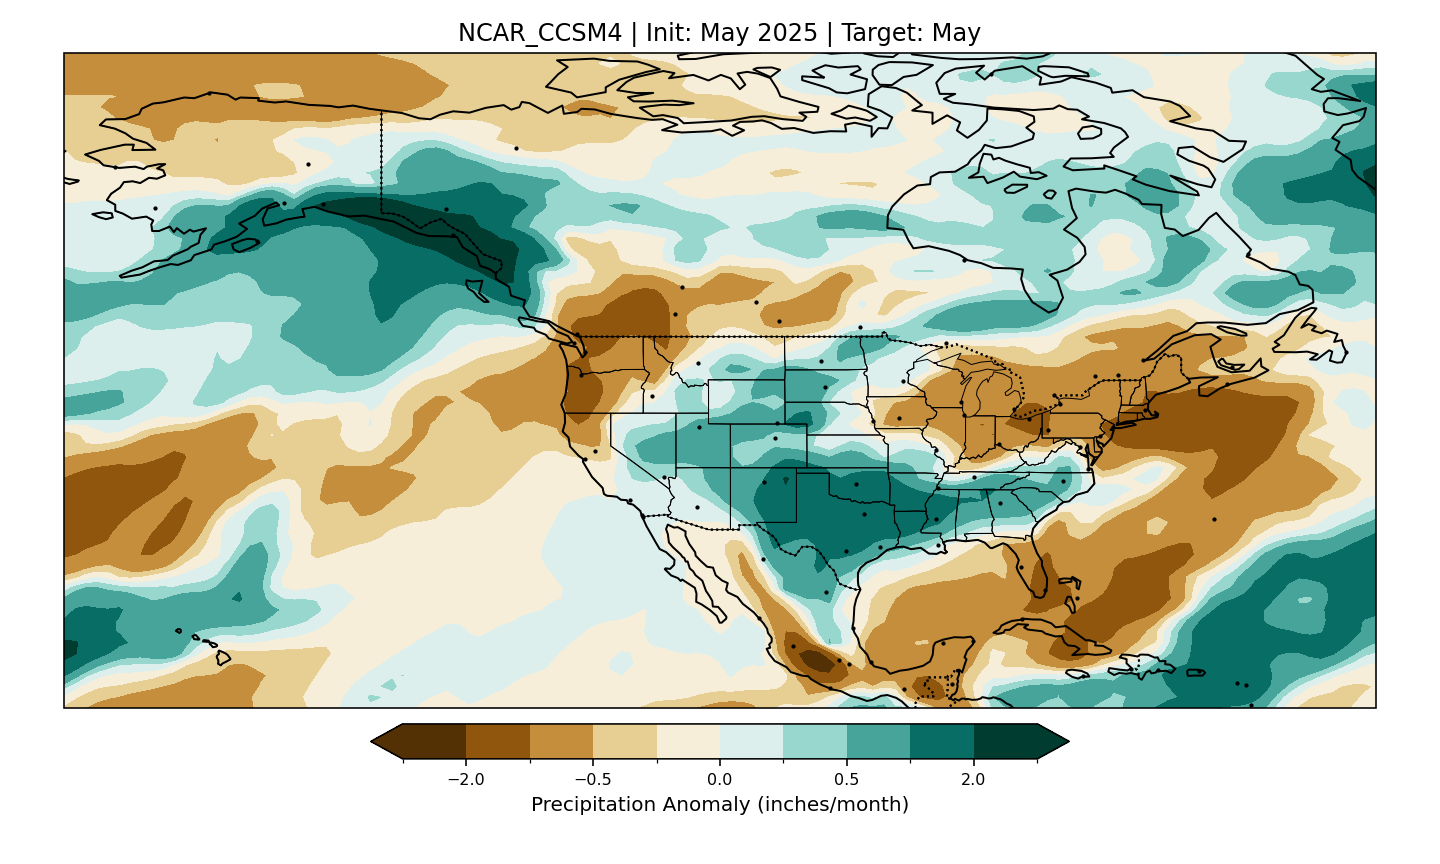 NCAR_CCSM4 | Init: May 2025 | Target: May
−2.0 −0.5 0.0 0.5 2.0
Precipitation Anomaly (inches/month)